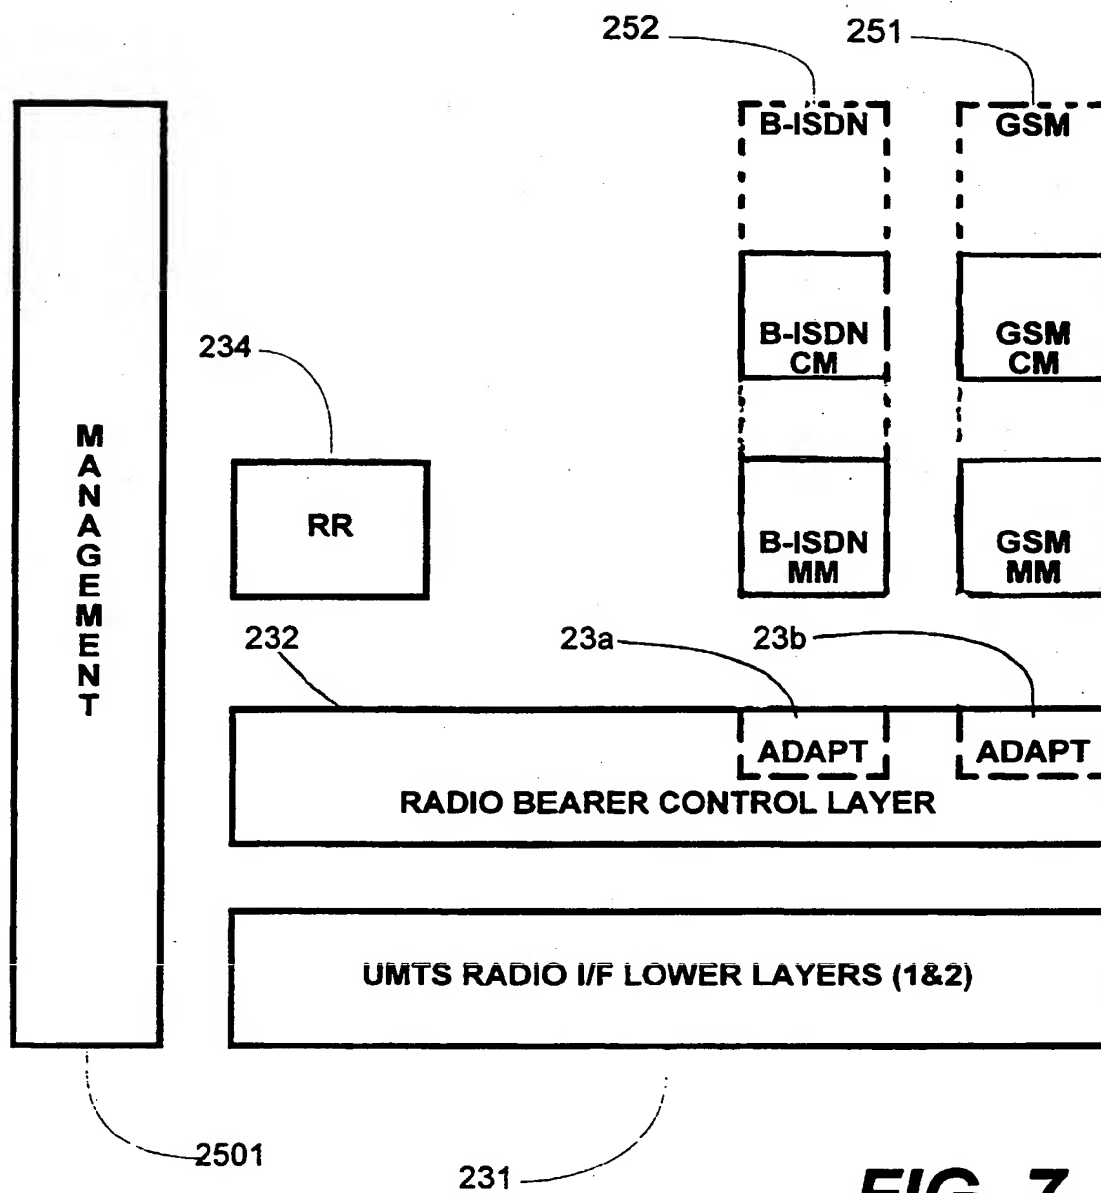 252 251
B-ISDN GSM
234
B-ISDN
CM
GSM
CM
MANAGEMENT
RR
B-ISDN
MM
GSM
MM
232 23a 23b
ADAPT ADAPT
RADIO BEARER CONTROL LAYER
UMTS RADIO I/F LOWER LAYERS (1&2)
2501
231
FIG. 7